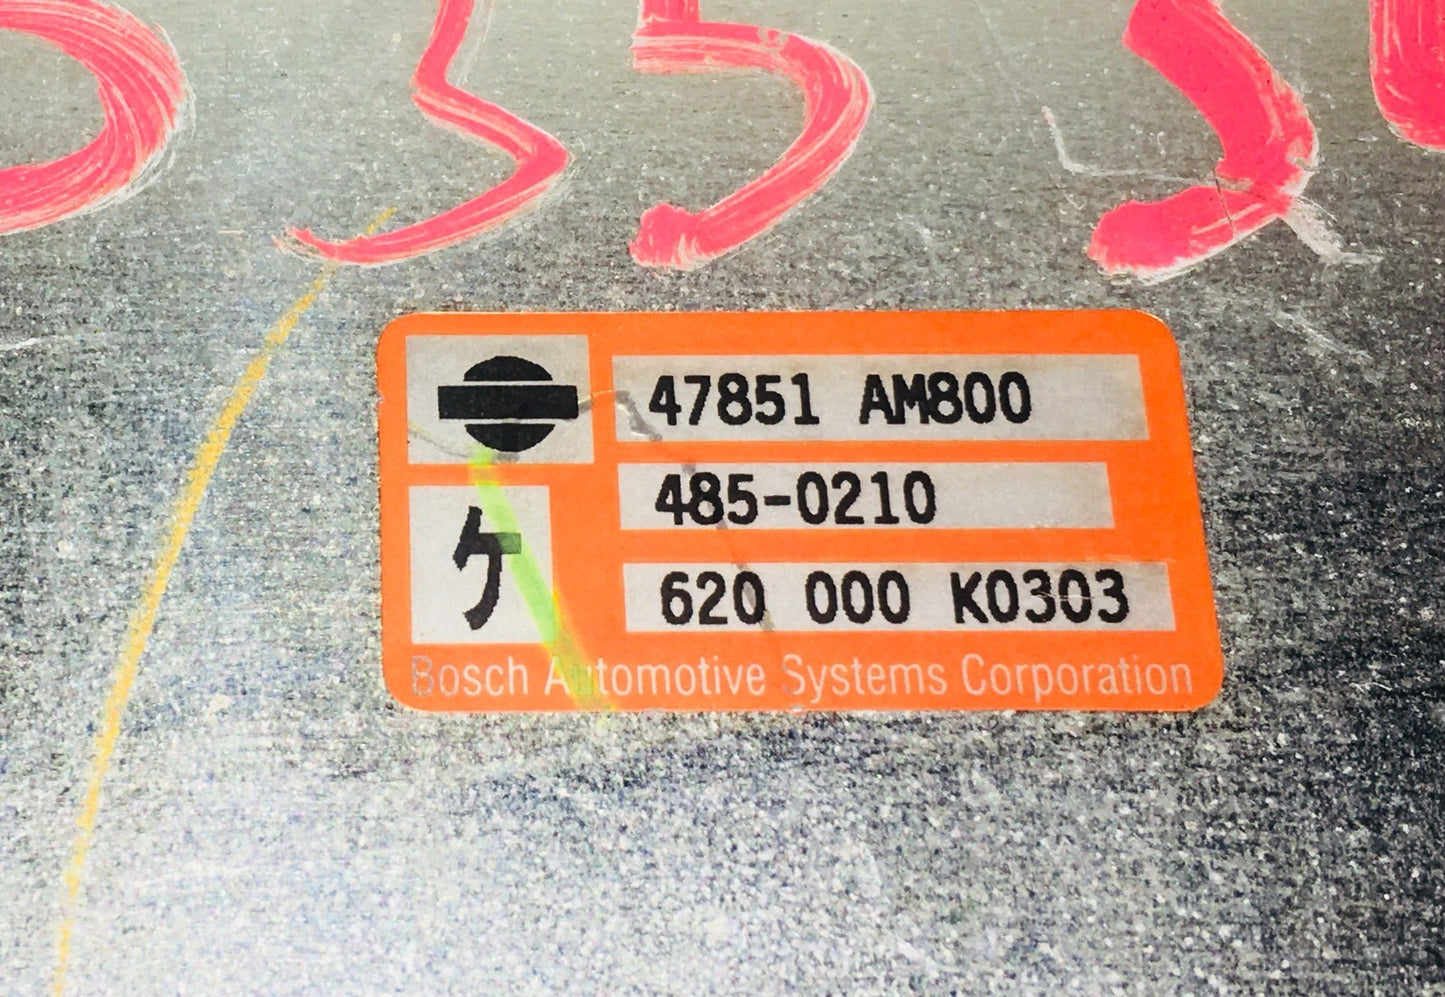 47851 AM800
485-0210
ケ
620 000 K0303
Bosch Automotive Systems Corporation